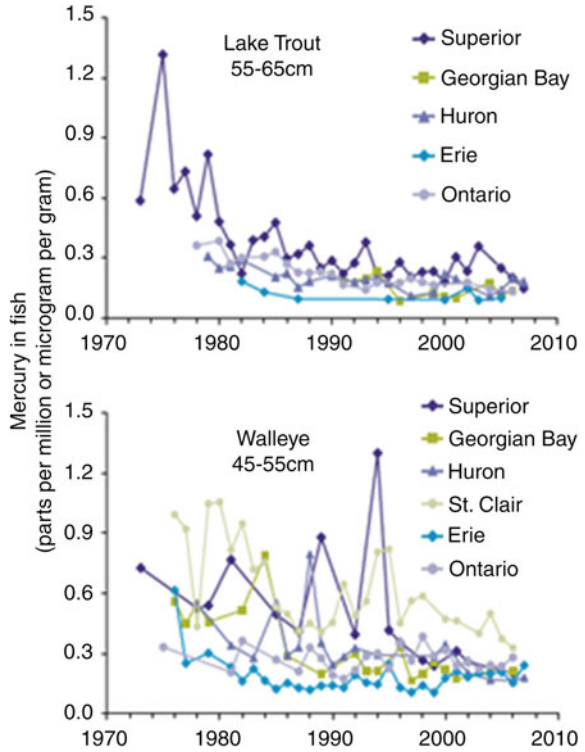 Mercury in fish
(parts per million or microgram per gram)
1.5
1.2
0.9
0.6
0.3
0.0
Lake Trout
55-65cm
Superior
Georgian Bay
Huron
Erie
Ontario
1970
1980
1990
2000
2010
1.5
1.2
0.9
0.6
0.3
0.0
Walleye
45-55cm
Superior
Georgian Bay
Huron
St. Clair
Erie
Ontario
1970
1980
1990
2000
2010